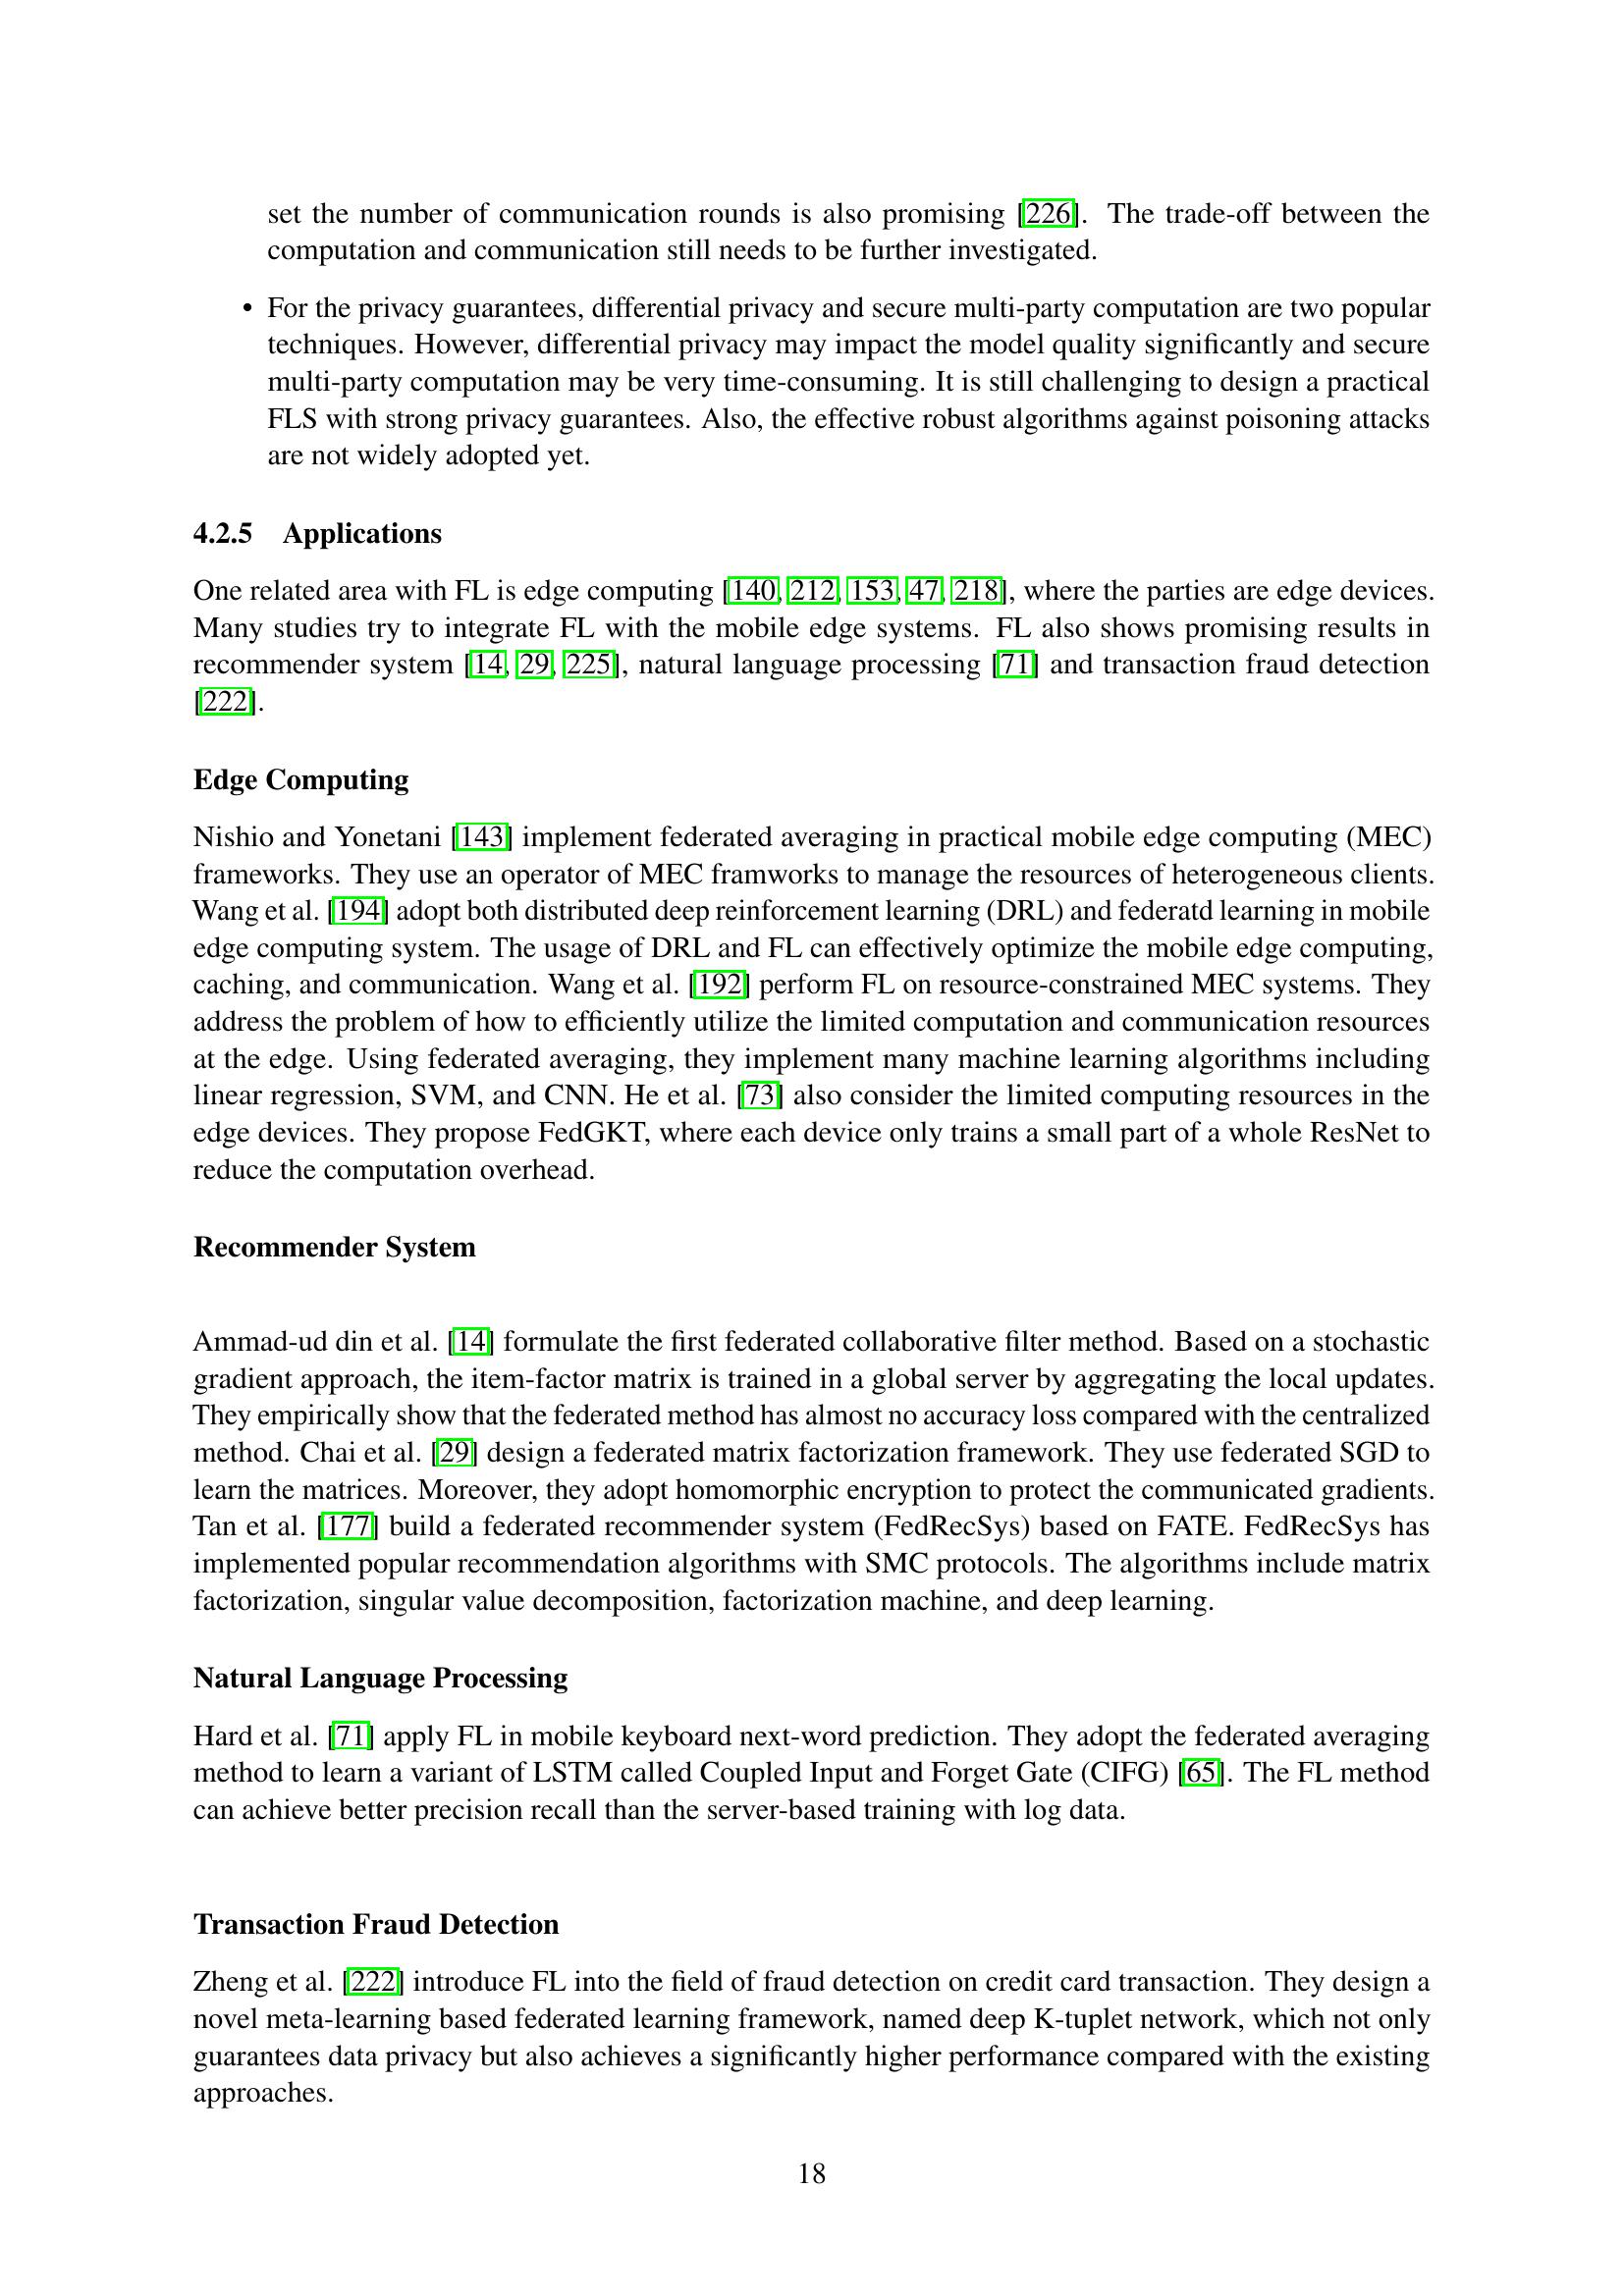 set the number of communication rounds is also promising [226]. The trade-off between the
computation and communication still needs to be further investigated.
• For the privacy guarantees, differential privacy and secure multi-party computation are two popular
techniques. However, differential privacy may impact the model quality significantly and secure
multi-party computation may be very time-consuming. It is still challenging to design a practical
FLS with strong privacy guarantees. Also, the effective robust algorithms against poisoning attacks
are not widely adopted yet.
4.2.5 Applications
One related area with FL is edge computing [140, 212, 153, 47, 218], where the parties are edge devices.
Many studies try to integrate FL with the mobile edge systems. FL also shows promising results in
recommender system [14, 29, 225], natural language processing [71] and transaction fraud detection
[222].
Edge Computing
Nishio and Yonetani [143] implement federated averaging in practical mobile edge computing (MEC)
frameworks. They use an operator of MEC framworks to manage the resources of heterogeneous clients.
Wang et al. [194] adopt both distributed deep reinforcement learning (DRL) and federatd learning in mobile
edge computing system. The usage of DRL and FL can effectively optimize the mobile edge computing,
caching, and communication. Wang et al. [192] perform FL on resource-constrained MEC systems. They
address the problem of how to efficiently utilize the limited computation and communication resources
at the edge. Using federated averaging, they implement many machine learning algorithms including
linear regression, SVM, and CNN. He et al. [73] also consider the limited computing resources in the
edge devices. They propose FedGKT, where each device only trains a small part of a whole ResNet to
reduce the computation overhead.
Recommender System
Ammad-ud din et al. [14] formulate the first federated collaborative filter method. Based on a stochastic
gradient approach, the item-factor matrix is trained in a global server by aggregating the local updates.
They empirically show that the federated method has almost no accuracy loss compared with the centralized
method. Chai et al. [29] design a federated matrix factorization framework. They use federated SGD to
learn the matrices. Moreover, they adopt homomorphic encryption to protect the communicated gradients.
Tan et al. [177] build a federated recommender system (FedRecSys) based on FATE. FedRecSys has
implemented popular recommendation algorithms with SMC protocols. The algorithms include matrix
factorization, singular value decomposition, factorization machine, and deep learning.
Natural Language Processing
Hard et al. [71] apply FL in mobile keyboard next-word prediction. They adopt the federated averaging
method to learn a variant of LSTM called Coupled Input and Forget Gate (CIFG) [65]. The FL method
can achieve better precision recall than the server-based training with log data.
Transaction Fraud Detection
Zheng et al. [222] introduce FL into the field of fraud detection on credit card transaction. They design a
novel meta-learning based federated learning framework, named deep K-tuplet network, which not only
guarantees data privacy but also achieves a significantly higher performance compared with the existing
approaches.
18